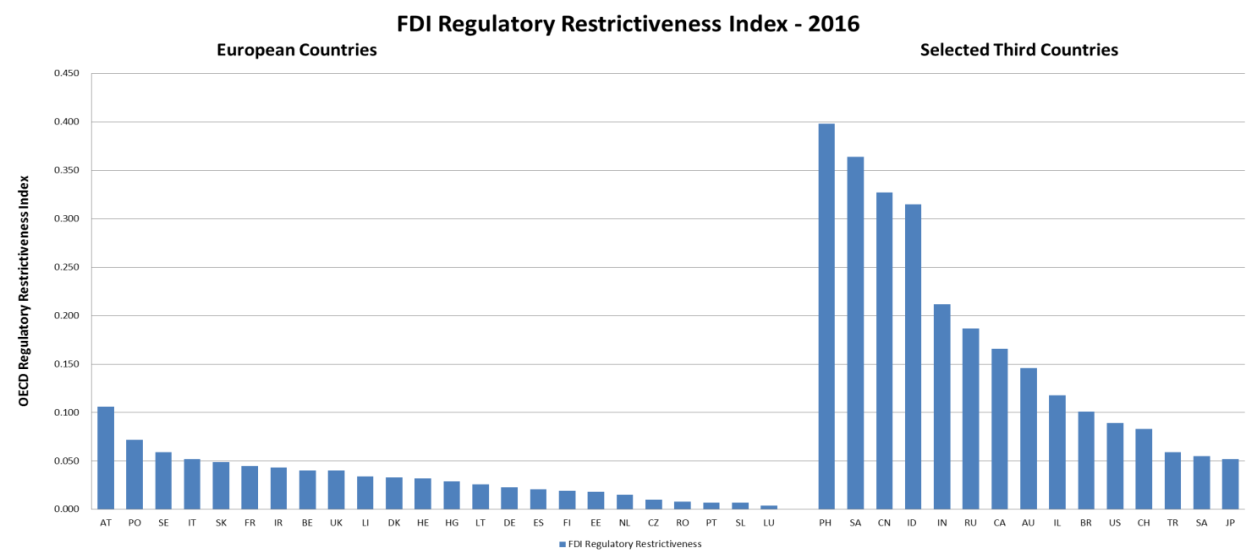 FDI Regulatory Restrictiveness Index - 2016
European Countries Selected Third Countries
OECD Regulatory Restrictiveness Index
0.450
0.400
0.350
0.300
0.250
0.200
0.150
0.100
0.050
0.000
AT PO SE IT SK FR IR BE UK LI DK HE HG LT DE ES FI EE NL CZ RO PT SL LU PH SA CN ID IN RU CA AU IL BR US CH TR SA JP
FDI Regulatory Restrictiveness